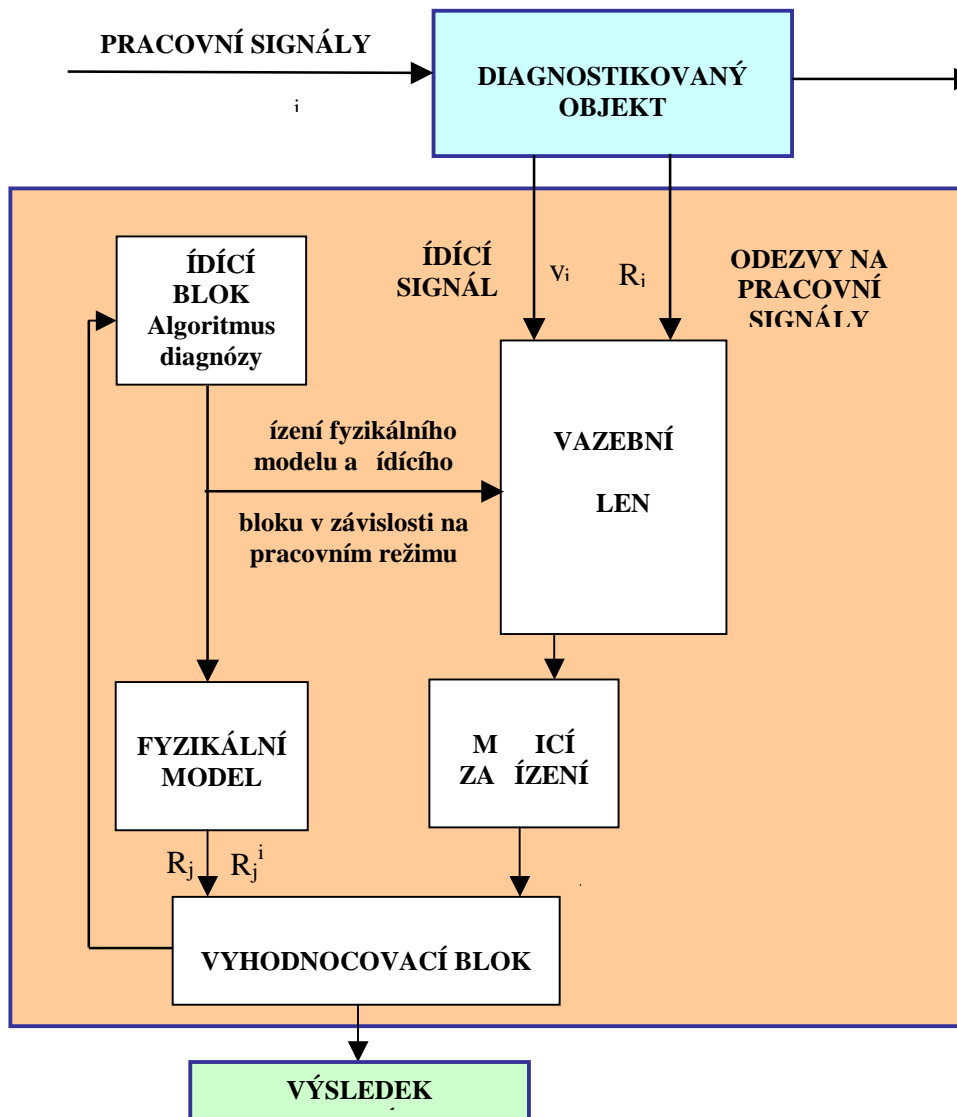 PRACOVNÍ SIGNÁLY
i
DIAGNOSTIKOVANÝ
OBJEKT
ÍDÍCÍ
BLOK
Algoritmus
diagnózy
ÍDÍCÍ
SIGNÁL
vi
Ri
ODEZVY NA
PRACOVNÍ
SIGNÁLY
ízení fyzikálního
modelu a ídícího
bloku v závislosti na
pracovním režimu
VAZEBNÍ
LEN
FYZIKÁLNÍ
MODEL
M ICÍ
ZA ÍZENÍ
Rj Rj i
VYHODNOCOVACÍ BLOK
VÝSLEDEK